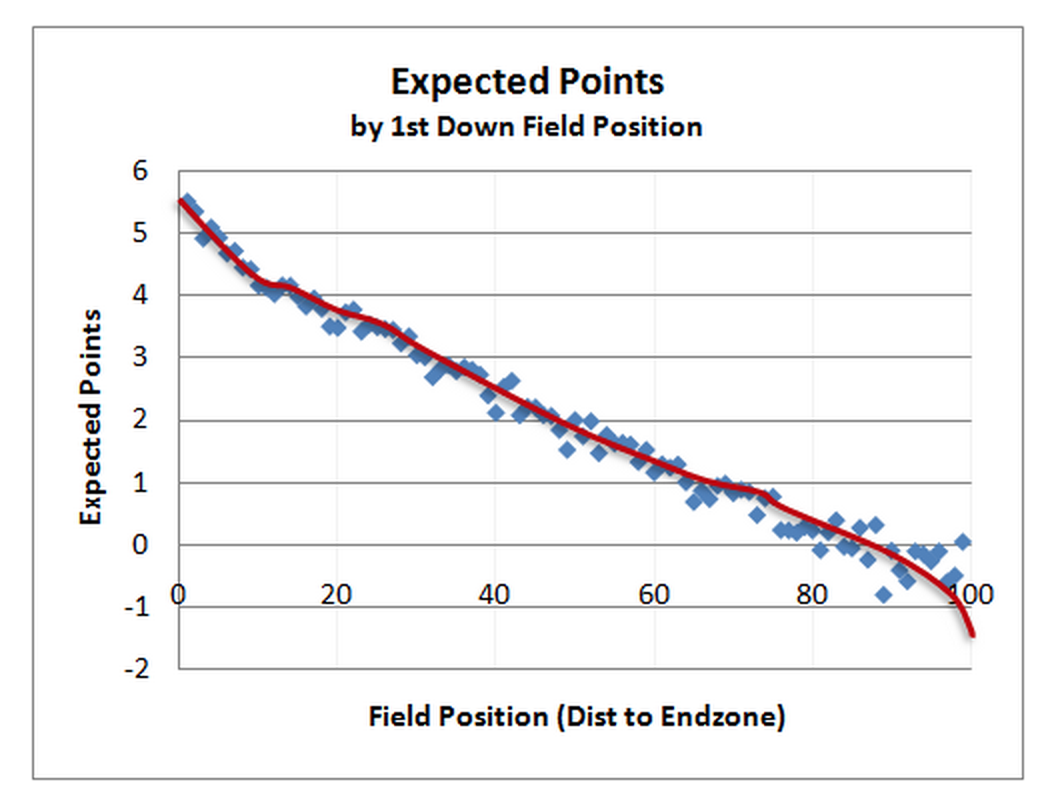 Expected Points
by 1st Down Field Position
6
5
4
3
2
1
0
-1
-2
Expected Points
0 20 40 60 80 100
Field Position (Dist to Endzone)